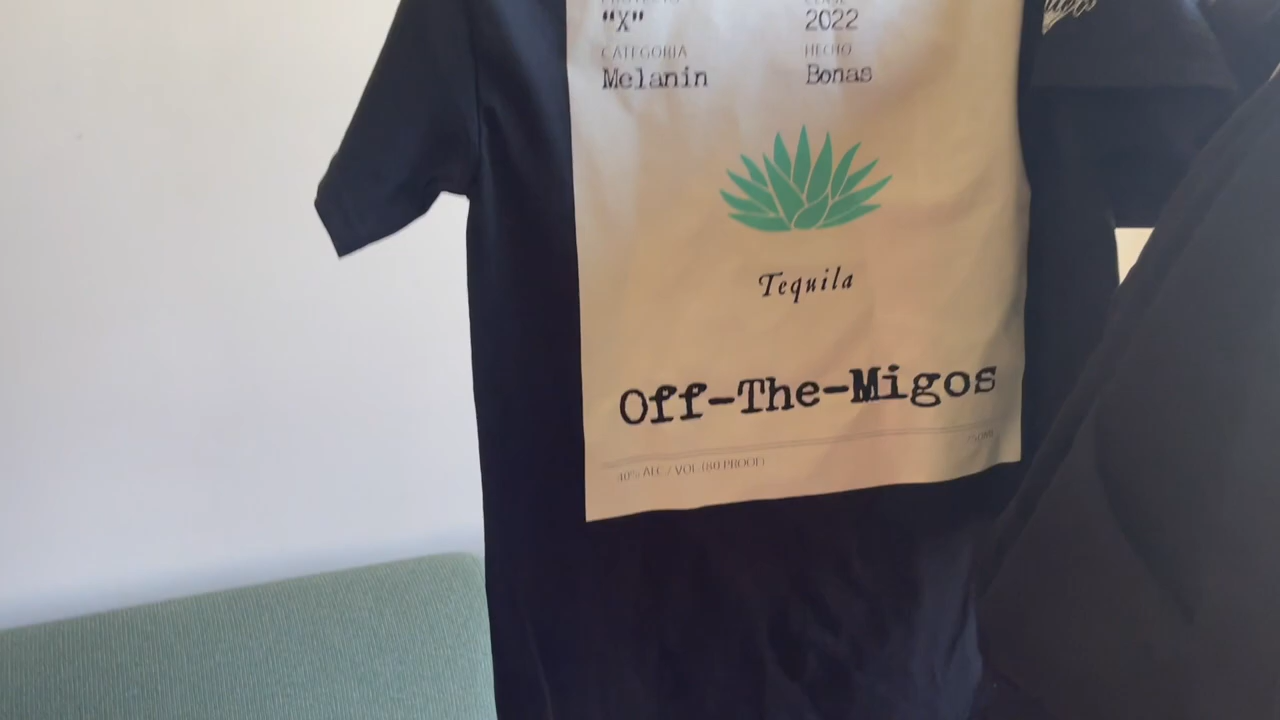 "X" 2022
CATEGORIA HECHO
Melanin Bonas
Tequila
Off-The-Migos
40% ALC / VOL (80 PROOF)